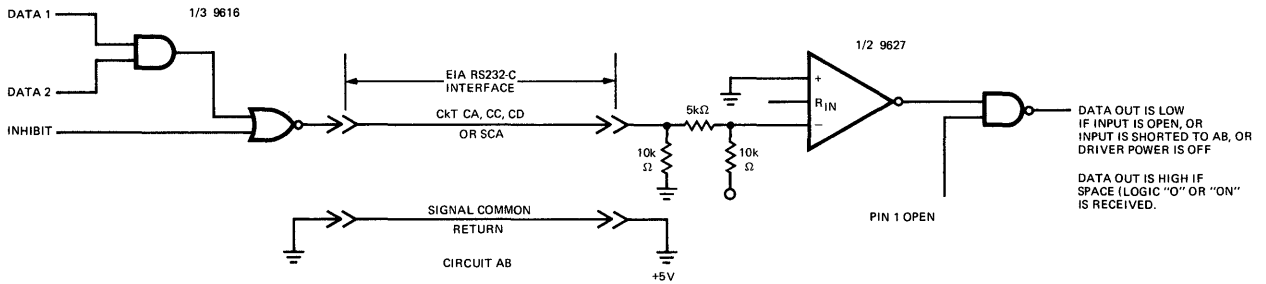 DATA 1
1/3 9616
DATA 2
INHIBIT
EIA RS232-C
INTERFACE
CkT CA, CC, CD
OR SCA
SIGNAL COMMON
RETURN
CIRCUIT AB
+5V
10k
Ω
5kΩ
10k
Ω
1/2 9627
+
RIN
−
PIN 1 OPEN
DATA OUT IS LOW
IF INPUT IS OPEN, OR
INPUT IS SHORTED TO AB, OR
DRIVER POWER IS OFF
DATA OUT IS HIGH IF
SPACE (LOGIC "O" OR "ON"
IS RECEIVED.